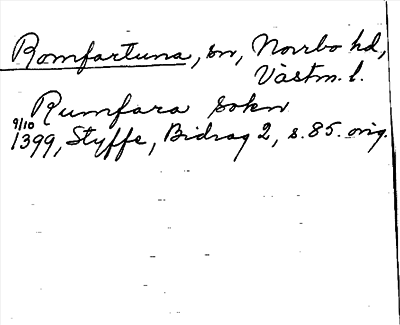 Romfartuna, sn, Norrbo hd,
Västm. l.
Rumfara sokn
9/10
1399, Styffe, Bidrag 2, s. 85. orig.